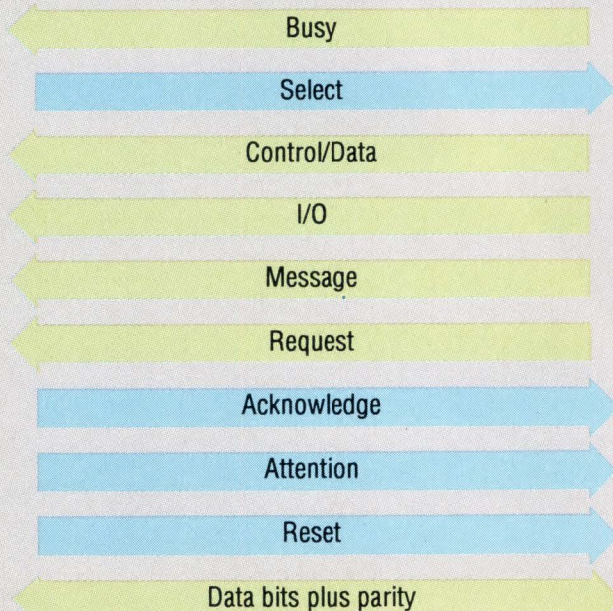 Busy
Select
Control/Data
I/O
Message
Request
Acknowledge
Attention
Reset
Data bits plus parity